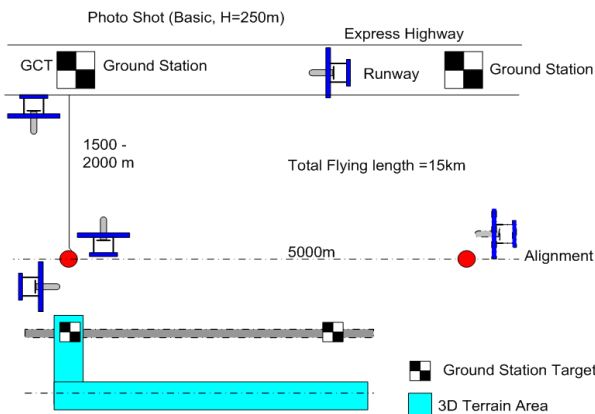 Photo Shot (Basic, H=250m)
Express Highway
GCT
Ground Station
Runway
Ground Station
1500 -
2000 m
Total Flying length =15km
5000m
Alignment
Ground Station Target
3D Terrain Area